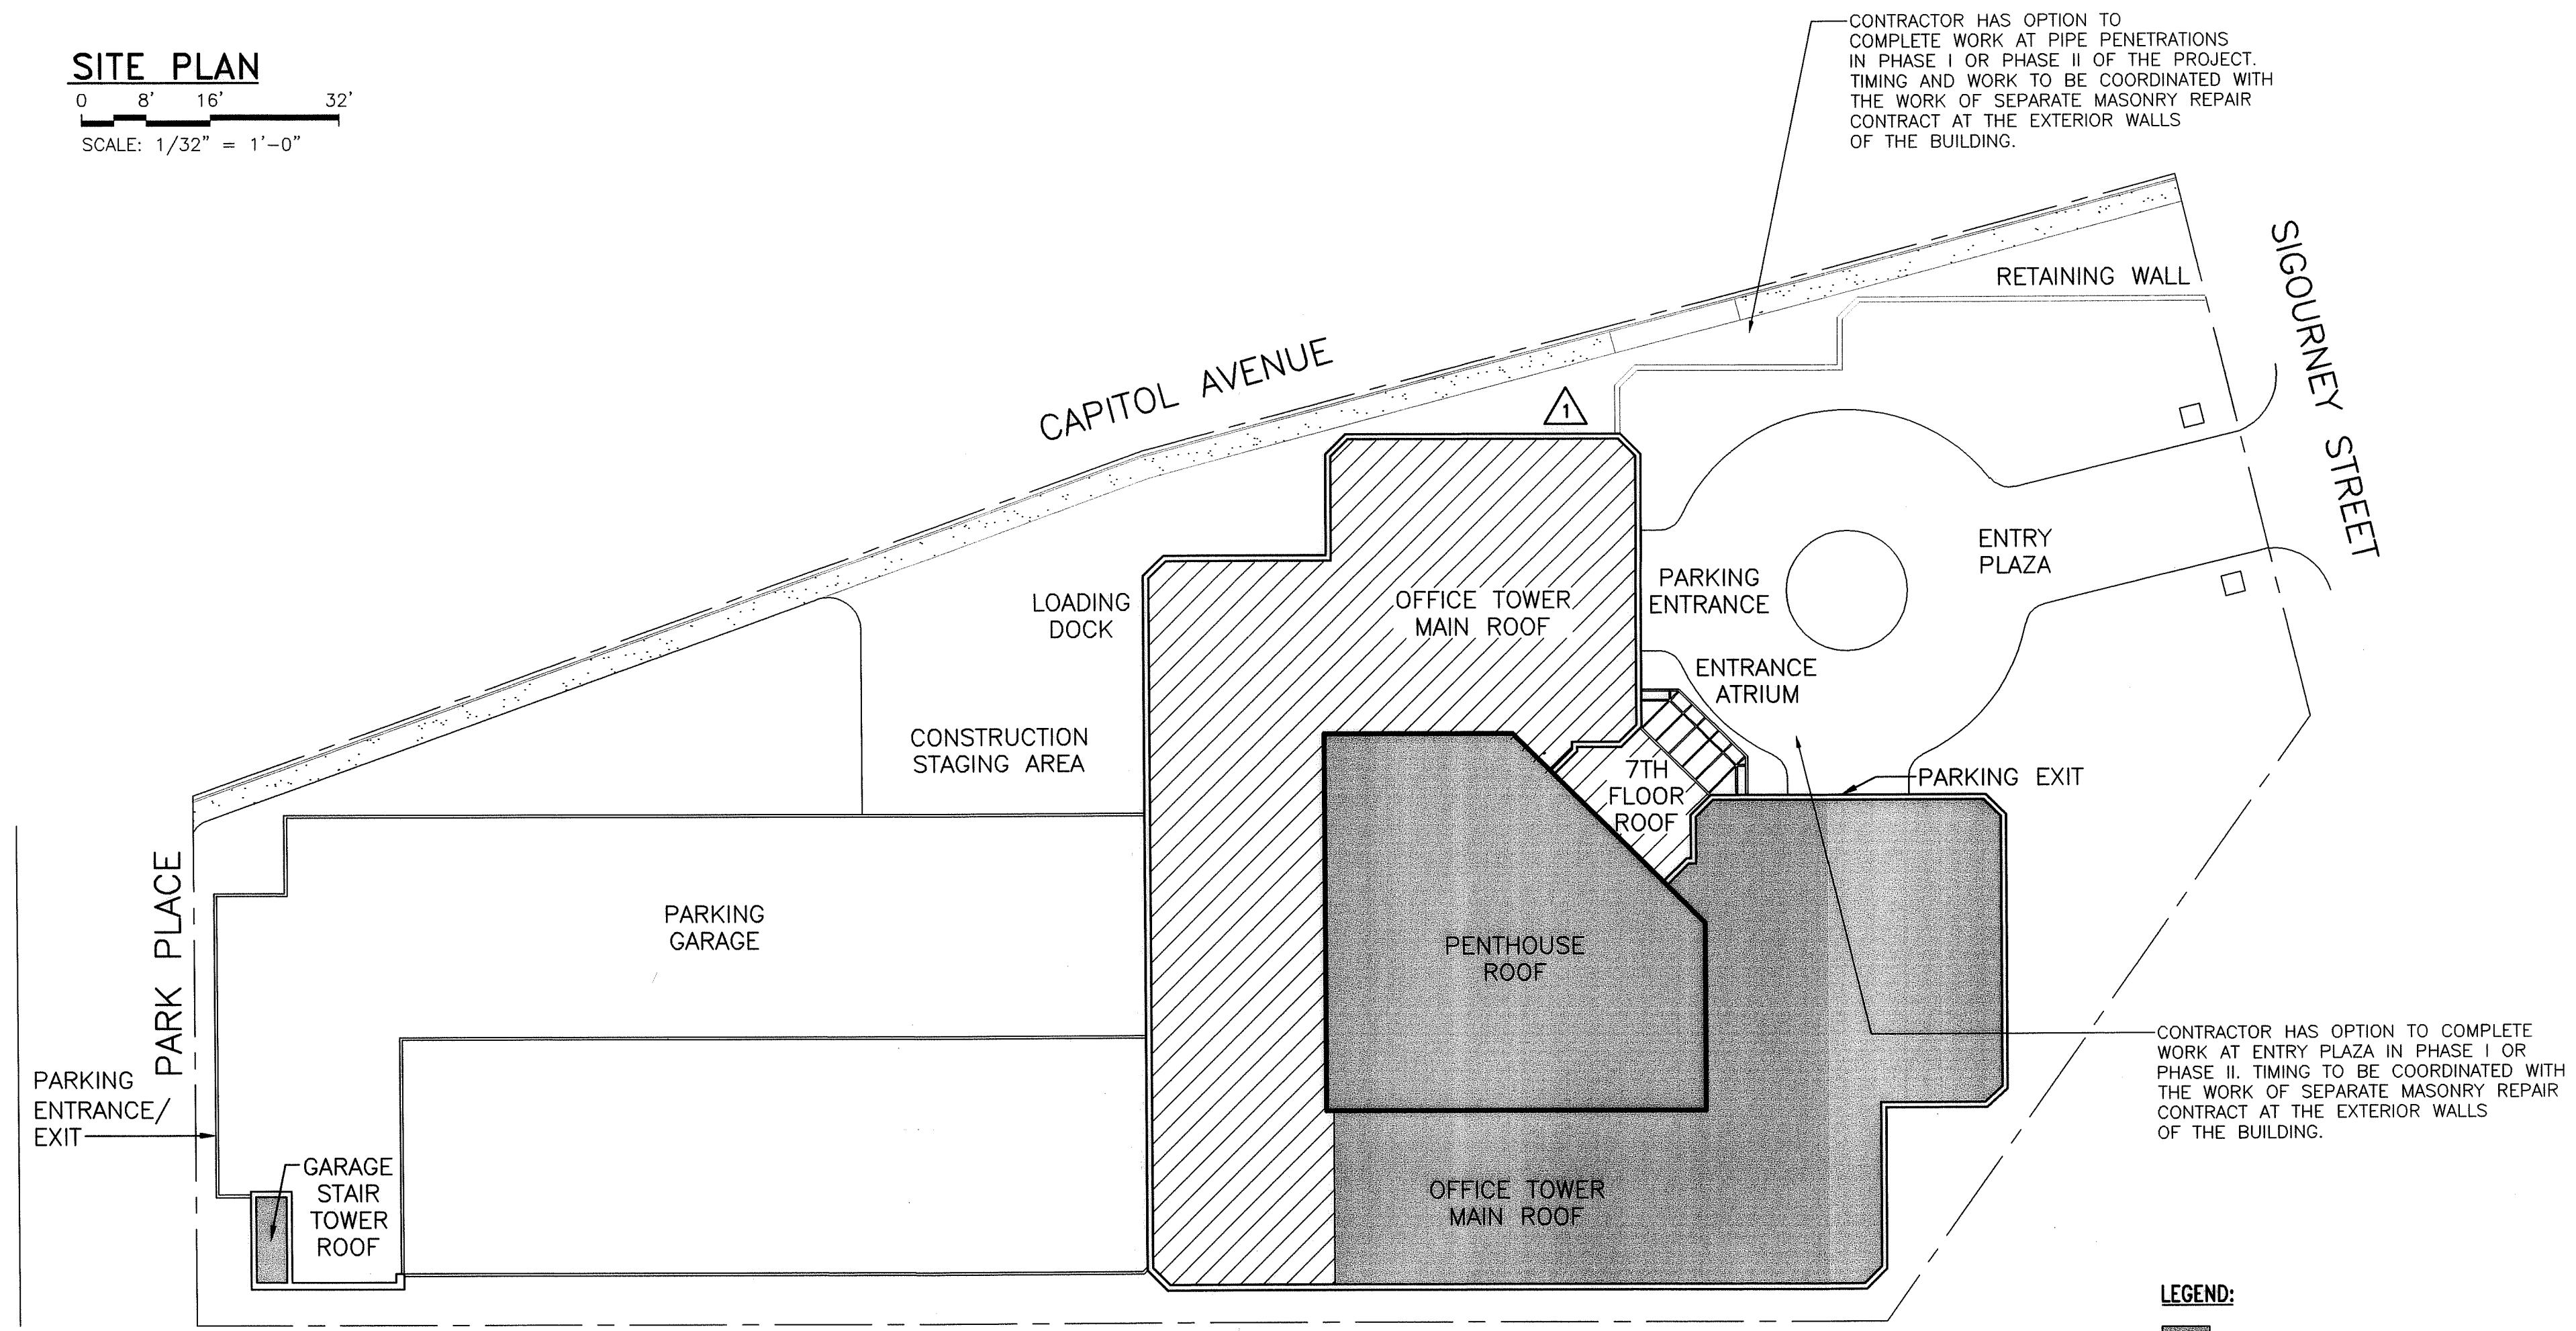 SITE PLAN
0 8' 16' 32'
SCALE: 1/32" = 1'-0"
CONTRACTOR HAS OPTION TO
COMPLETE WORK AT PIPE PENETRATIONS
IN PHASE I OR PHASE II OF THE PROJECT.
TIMING AND WORK TO BE COORDINATED WITH
THE WORK OF SEPARATE MASONRY REPAIR
CONTRACT AT THE EXTERIOR WALLS
OF THE BUILDING.
RETAINING WALL
SIGOURNEY STREET
CAPITOL AVENUE
1
ENTRY
PLAZA
PARKING
ENTRANCE
LOADING
DOCK
OFFICE TOWER
MAIN ROOF
ENTRANCE
ATRIUM
CONSTRUCTION
STAGING AREA
7TH
FLOOR
ROOF
PARKING EXIT
PARK PLACE
PARKING
GARAGE
PENTHOUSE
ROOF
CONTRACTOR HAS OPTION TO COMPLETE
WORK AT ENTRY PLAZA IN PHASE I OR
PHASE II. TIMING TO BE COORDINATED WITH
THE WORK OF SEPARATE MASONRY REPAIR
CONTRACT AT THE EXTERIOR WALLS
OF THE BUILDING.
PARKING
ENTRANCE/
EXIT
GARAGE
STAIR
TOWER
ROOF
OFFICE TOWER
MAIN ROOF
LEGEND: